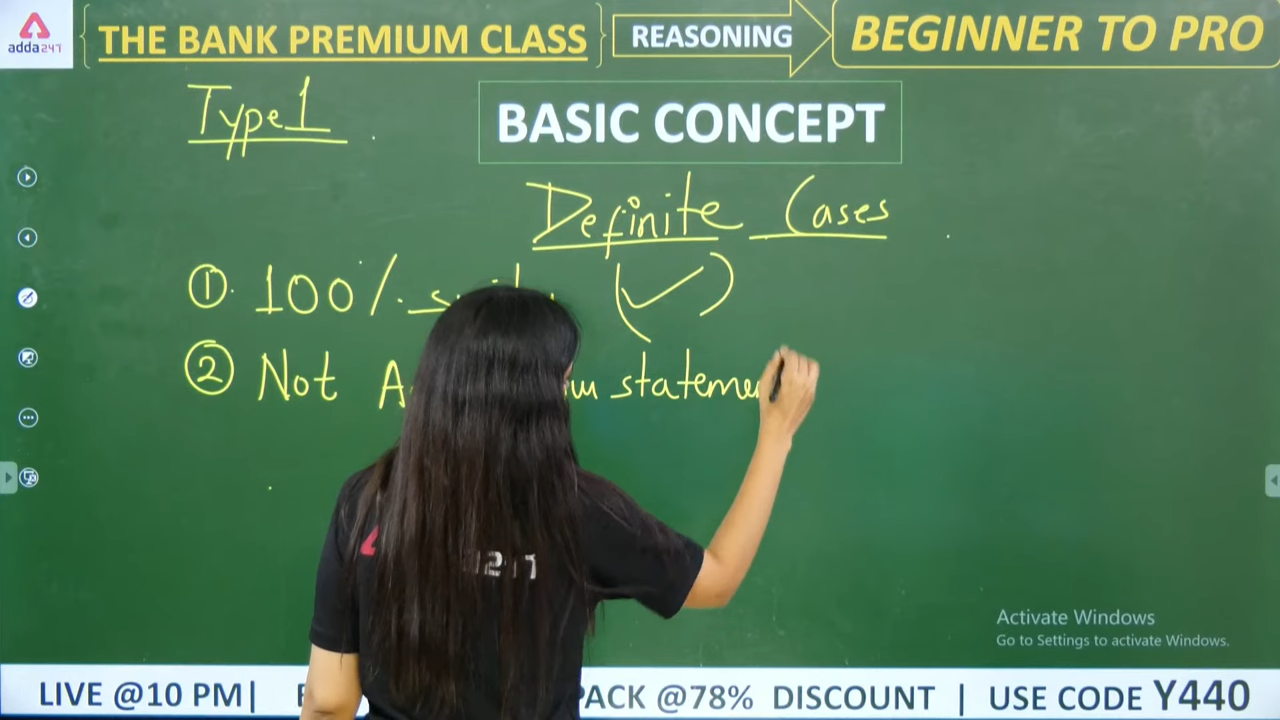 adda247
THE BANK PREMIUM CLASS
REASONING
BEGINNER TO PRO
Type 1
BASIC CONCEPT
Definite Cases
① 100%
② Not statemen
Activate Windows
Go to Settings to activate Windows.
LIVE @10 PM| PACK @78% DISCOUNT | USE CODE Y440